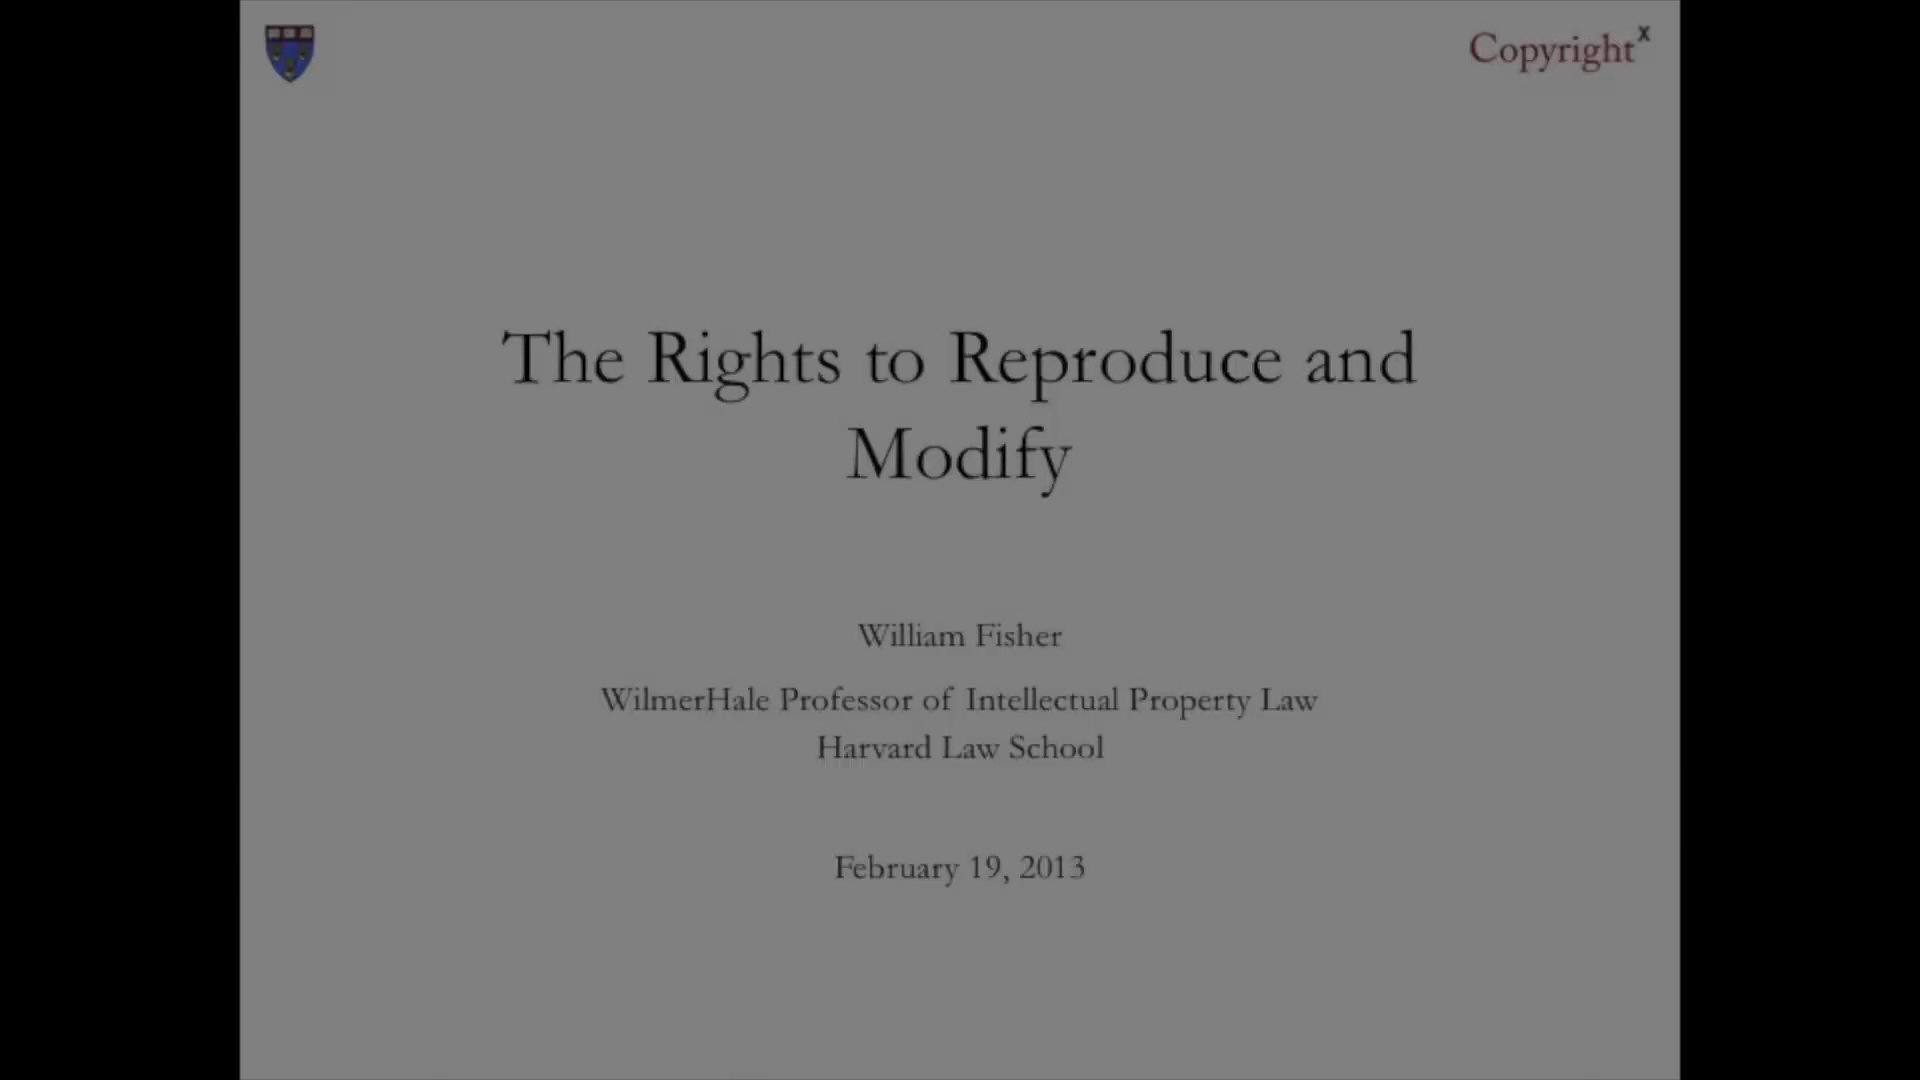 Copyrightx
The Rights to Reproduce and
Modify
William Fisher
WilmerHale Professor of Intellectual Property Law
Harvard Law School
February 19, 2013